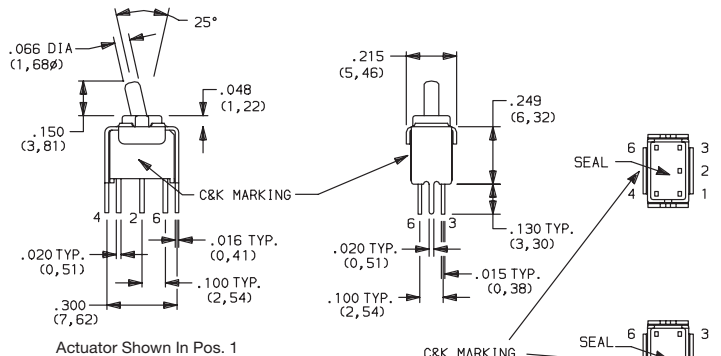 25°
.066 DIA
(1,68ø)
.048
(1,22)
.150
(3,81)
C&K MARKING
4 2 6
.020 TYP.
(0,51)
.016 TYP.
(0,41)
.100 TYP.
(2,54)
.300
(7,62)
Actuator Shown In Pos. 1
.215
(5,46)
.249
(6,32)
6 3
.130 TYP.
(3,30)
.020 TYP.
(0,51)
.015 TYP.
(0,38)
.100 TYP.
(2,54)
6 3
SEAL
2
4 1
C&K MARKING
SEAL
6 3